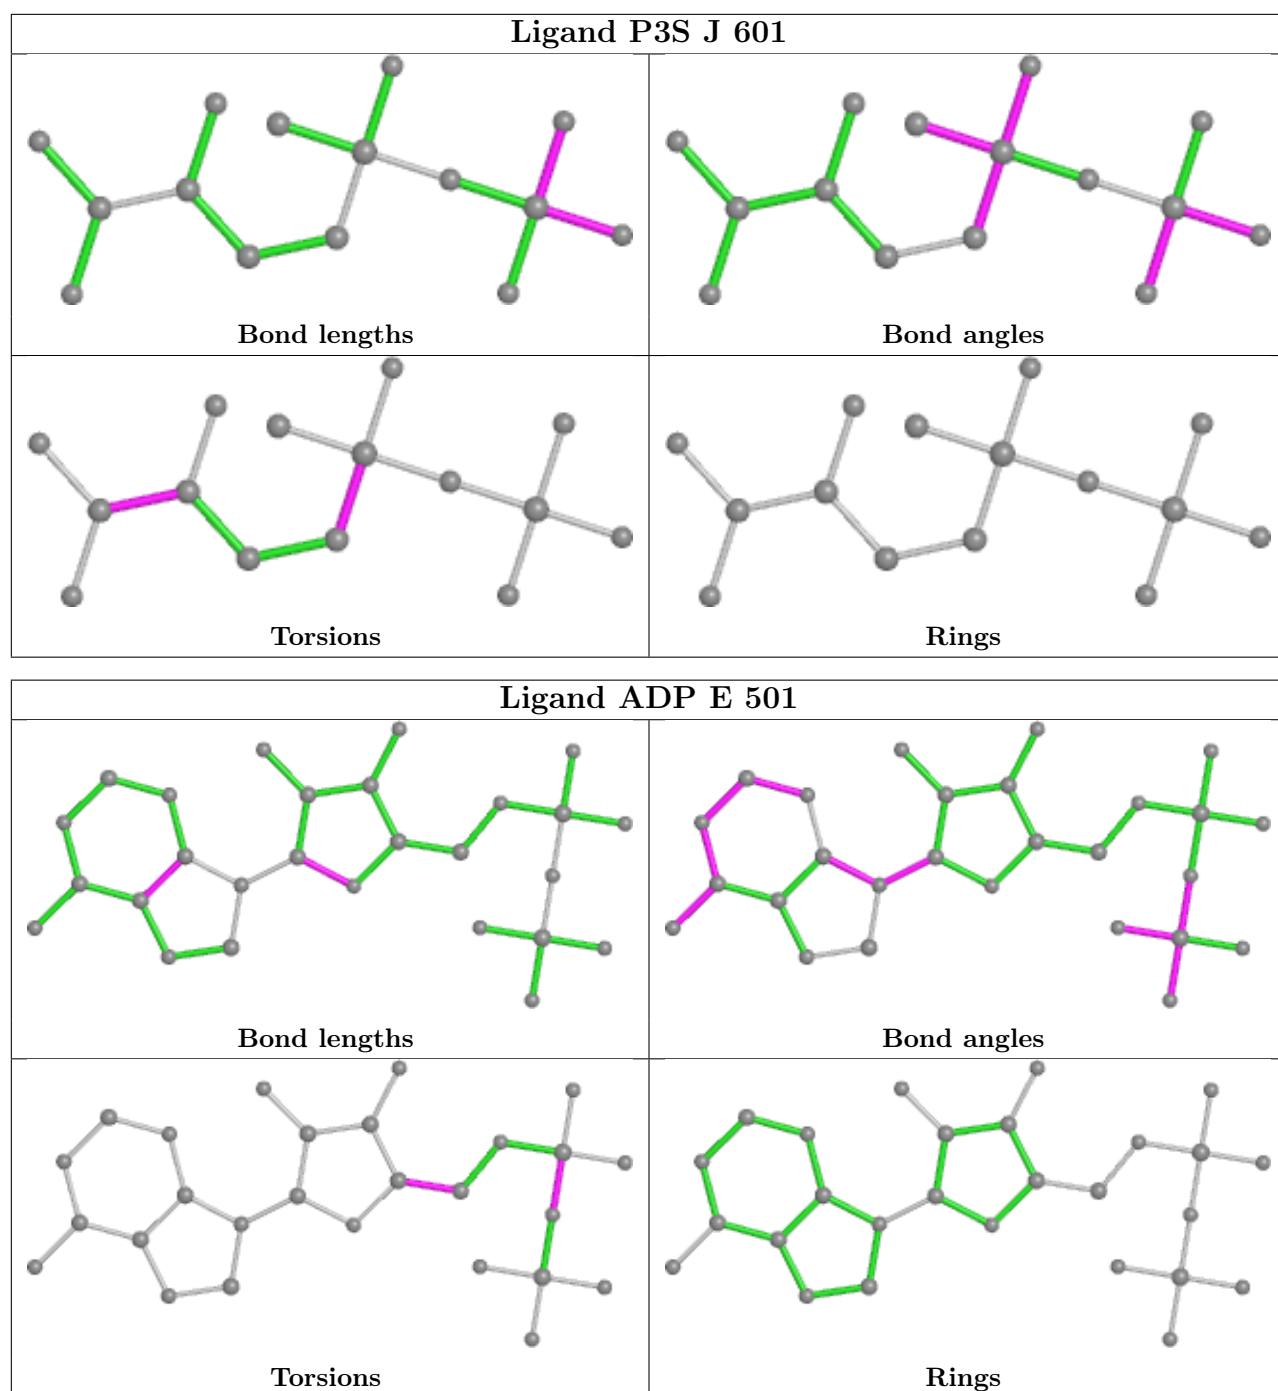 Ligand P3S J 601
Bond lengths
Bond angles
Torsions
Rings
Ligand ADP E 501
Bond lengths
Bond angles
Torsions
Rings